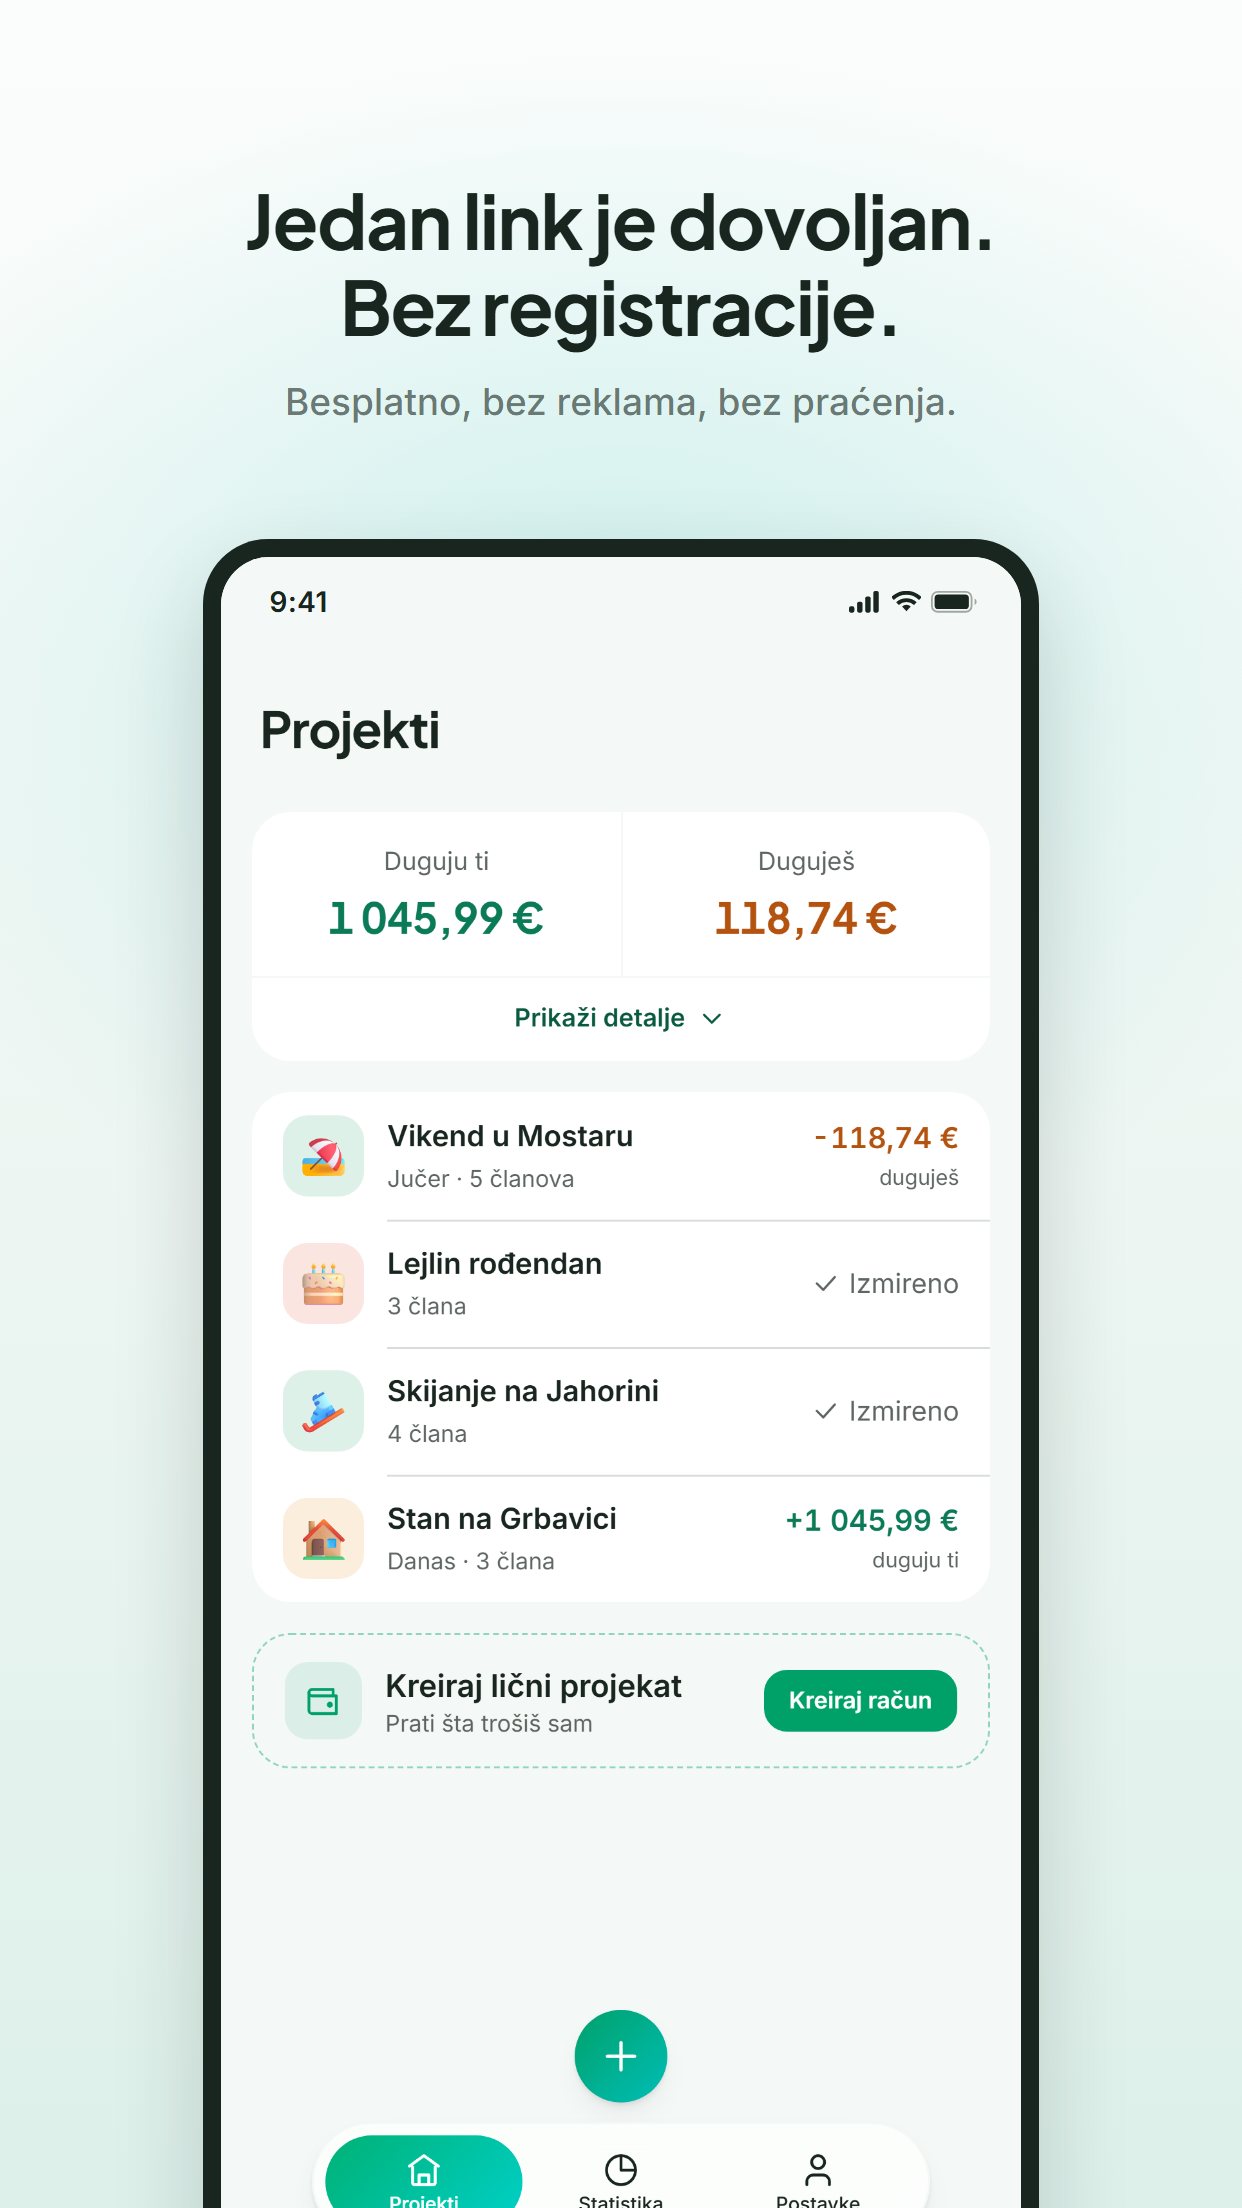 Jedan link je dovoljan.
Bez registracije.
Besplatno, bez reklama, bez praćenja.
9:41
Projekti
Duguju ti
1 045,99 €
Duguješ
118,74 €
Prikaži detalje
Vikend u Mostaru
-118,74 €
Jučer · 5 članova
duguješ
Lejlin rođendan
3 člana
Izmireno
Skijanje na Jahorini
4 člana
Izmireno
Stan na Grbavici
+1 045,99 €
Danas · 3 člana
duguju ti
Kreiraj lični projekat
Prati šta trošiš sam
Kreiraj račun
Projekti
Statistika
Postavke